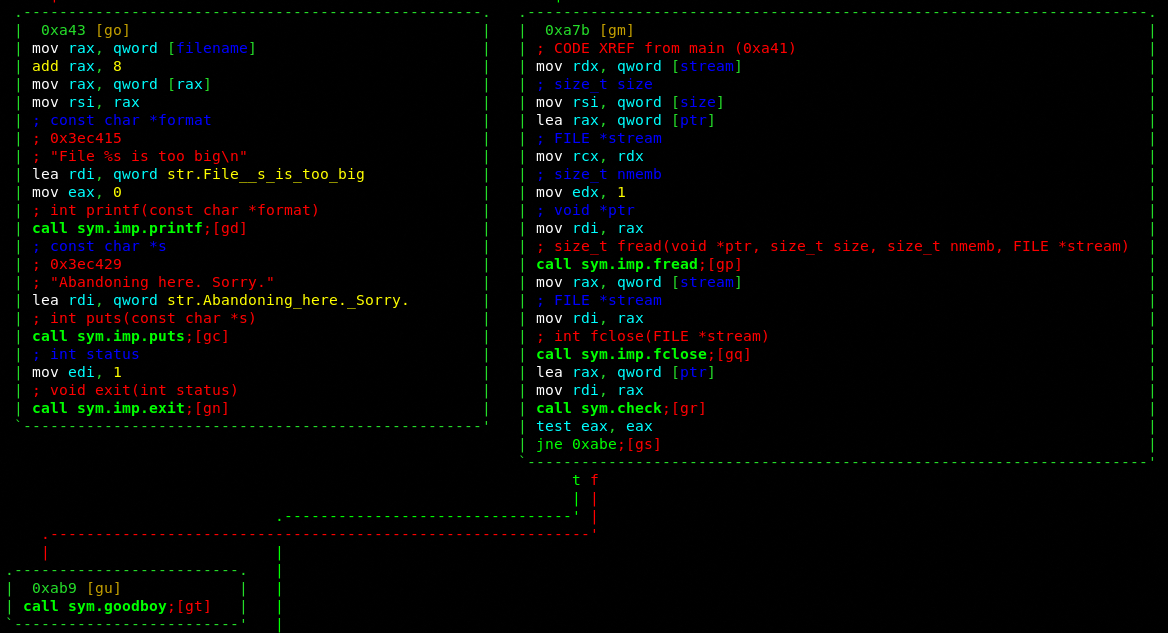 0xa43 [go]
mov rax, qword [filename]
add rax, 8
mov rax, qword [rax]
mov rsi, rax
; const char *format
; 0x3ec415
; "File %s is too big\n"
lea rdi, qword str.File__s_is_too_big
mov eax, 0
; int printf(const char *format)
call sym.imp.printf;[gd]
; const char *s
; 0x3ec429
; "Abandoning here. Sorry."
lea rdi, qword str.Abandoning_here._Sorry.
; int puts(const char *s)
call sym.imp.puts;[gc]
; int status
mov edi, 1
; void exit(int status)
call sym.imp.exit;[gn]
0xa7b [gm]
; CODE XREF from main (0xa41)
mov rdx, qword [stream]
; size_t size
mov rsi, qword [size]
lea rax, qword [ptr]
; FILE *stream
mov rcx, rdx
; size_t nmemb
mov edx, 1
; void *ptr
mov rdi, rax
; size_t fread(void *ptr, size_t size, size_t nmemb, FILE *stream)
call sym.imp.fread;[gp]
mov rax, qword [stream]
; FILE *stream
mov rdi, rax
; int fclose(FILE *stream)
call sym.imp.fclose;[gq]
lea rax, qword [ptr]
mov rdi, rax
call sym.check;[gr]
test eax, eax
jne 0xabe;[gs]
t f
0xab9 [gu]
call sym.goodboy;[gt]